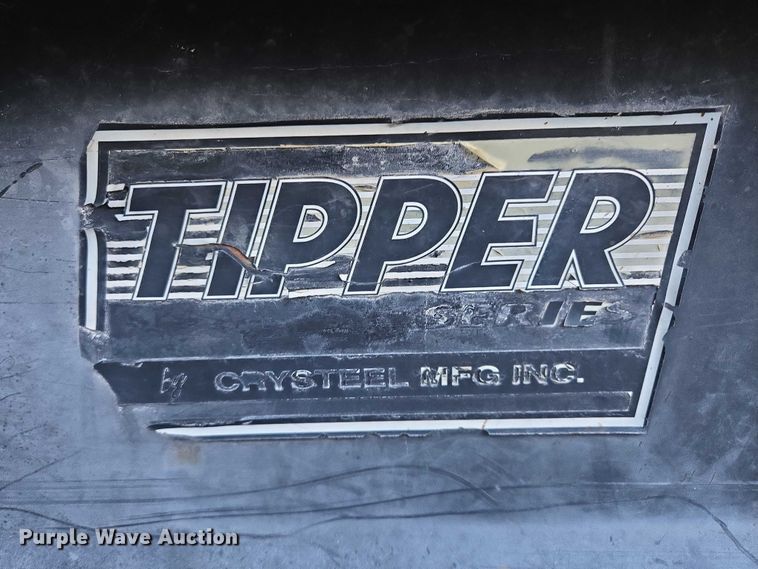 TIPPER
SERIES
by CRYSTEEL MFG INC.
Purple Wave Auction